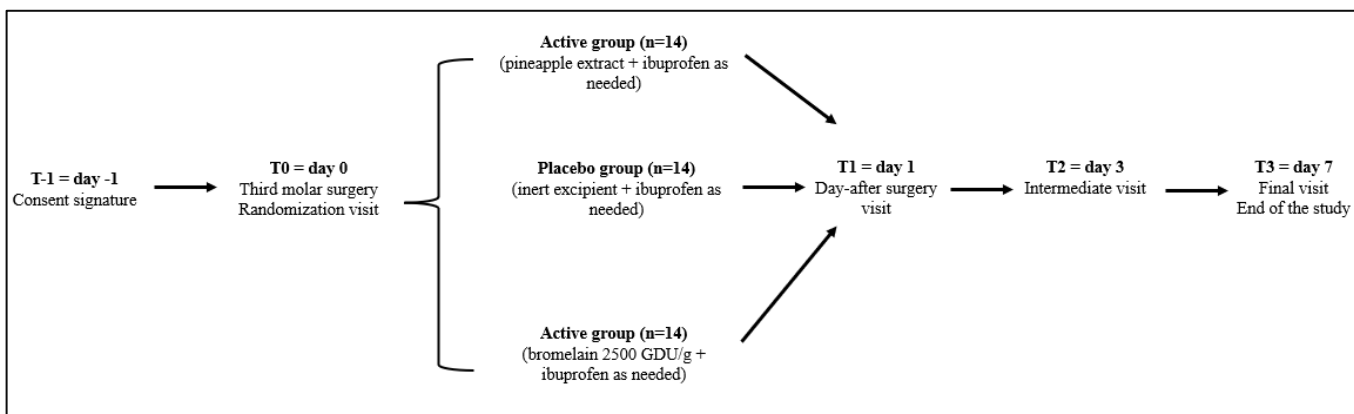 T-1 = day -1
Consent signature
T0 = day 0
Third molar surgery
Randomization visit
Active group (n=14)
(pineapple extract + ibuprofen as
needed)
Placebo group (n=14)
(inert excipient + ibuprofen as
needed)
Active group (n=14)
(bromelain 2500 GDU/g +
ibuprofen as needed)
T1 = day 1
Day-after surgery
visit
T2 = day 3
Intermediate visit
T3 = day 7
Final visit
End of the study